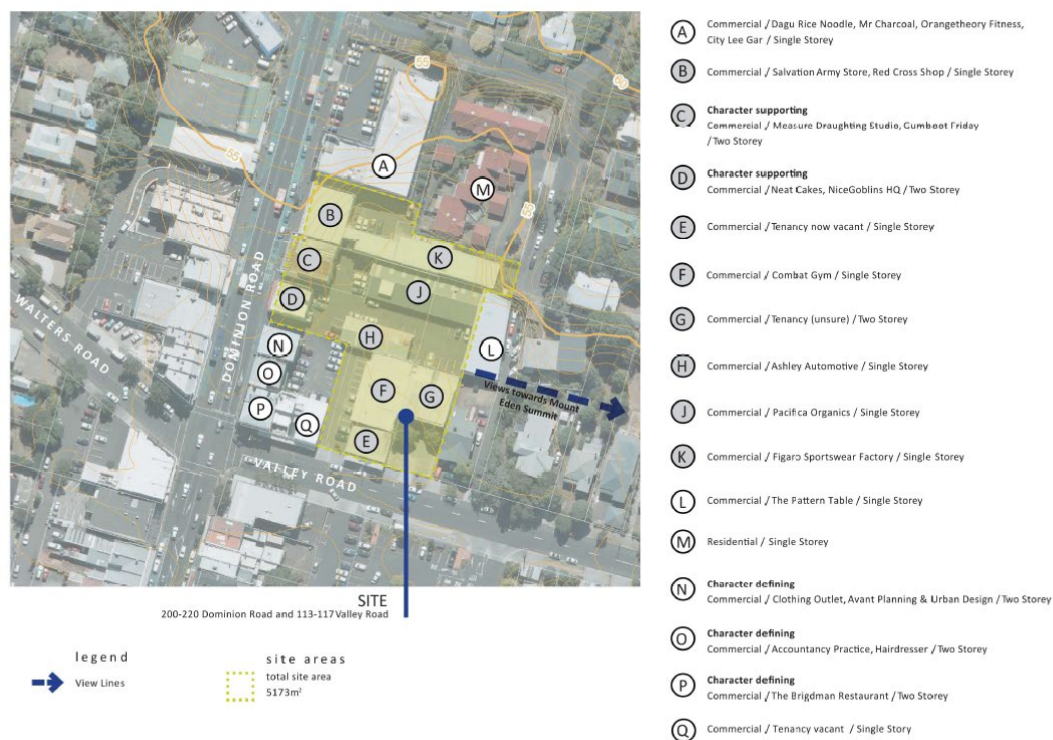 A
Commercial / Dagu Rice Noodle, Mr Charcoal, Orangetheory Fitness,
City Lee Gar / Single Storey
B
Commercial / Salvation Army Store, Red Cross Shop / Single Storey
C
Character supporting
Commercial / Measure Draughting Studio, Gumboot Friday
/ Two Storey
D
Character supporting
Commercial / Neat Cakes, NiceGoblins HQ / Two Storey
E
Commercial / Tenancy now vacant / Single Storey
F
Commercial / Combat Gym / Single Storey
G
Commercial / Tenancy (unsure) / Two Storey
H
Commercial / Ashley Automotive / Single Storey
J
Commercial / Pacifica Organics / Single Storey
K
Commercial / Figaro Sportswear Factory / Single Storey
L
Commercial / The Pattern Table / Single Storey
M
Residential / Single Storey
N
Character defining
Commercial / Clothing Outlet, Avant Planning & Urban Design / Two Storey
O
Character defining
Commercial / Accountancy Practice, Hairdresser / Two Storey
P
Character defining
Commercial / The Brigdman Restaurant / Two Storey
Q
Commercial / Tenancy vacant / Single Story
55
55
50
55
A
M
B
K
C
J
D
H
N
L
O
F
G
P
Q
E
DOMINION ROAD
WALTERS ROAD
VALLEY ROAD
Views towards Mount
Eden Summit
SITE
200-220 Dominion Road and 113-117 Valley Road
legend
View Lines
site areas
total site area
5173m²